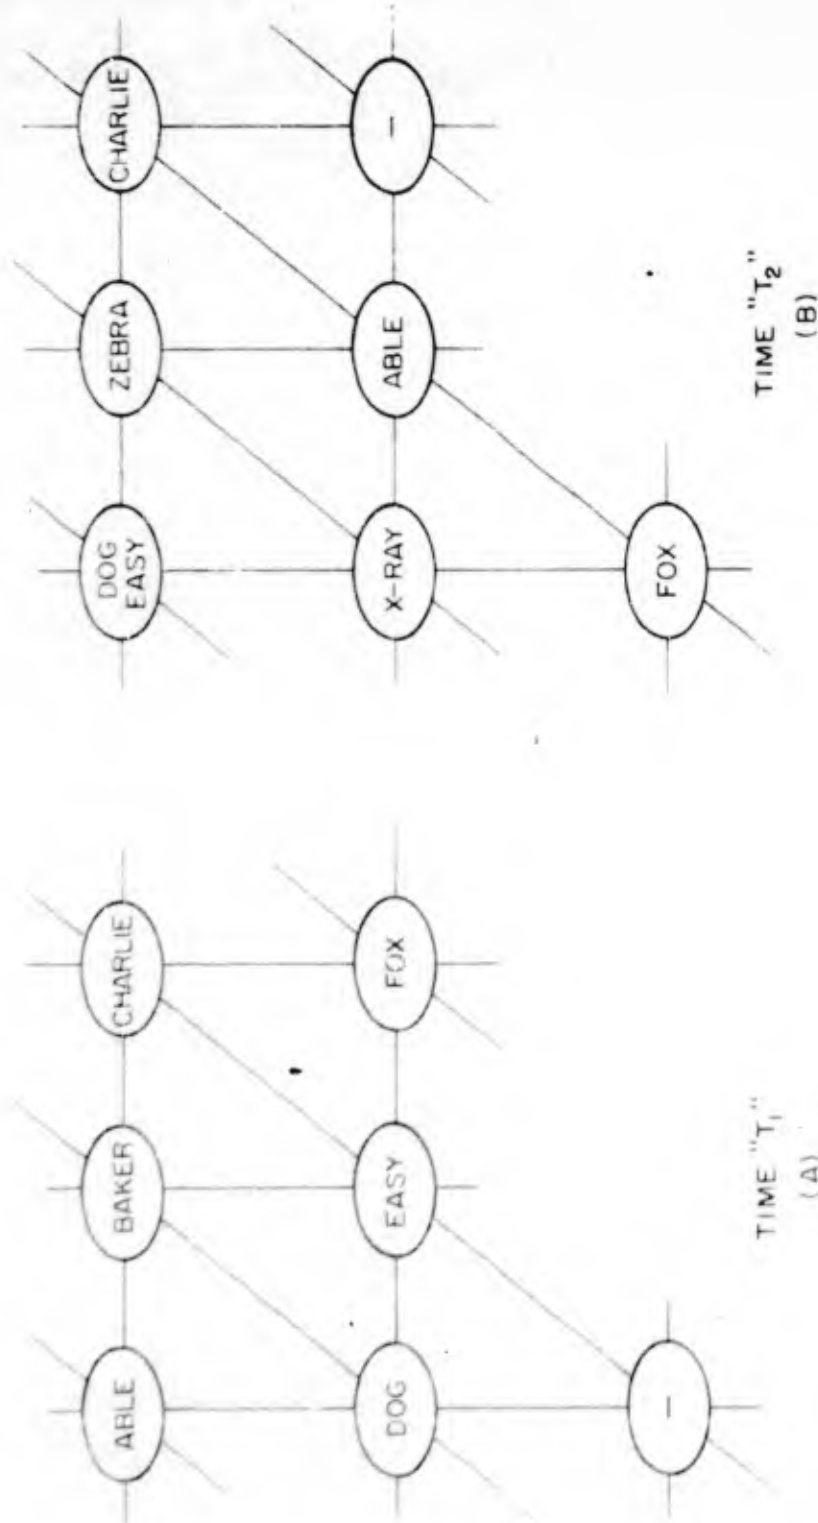 ABLE
BAKER
CHARLIE
DOG
EASY
FOX
—
TIME "T₁"
(A)
DOG
EASY
ZEBRA
CHARLIE
X-RAY
ABLE
—
FOX
TIME "T₂"
(B)